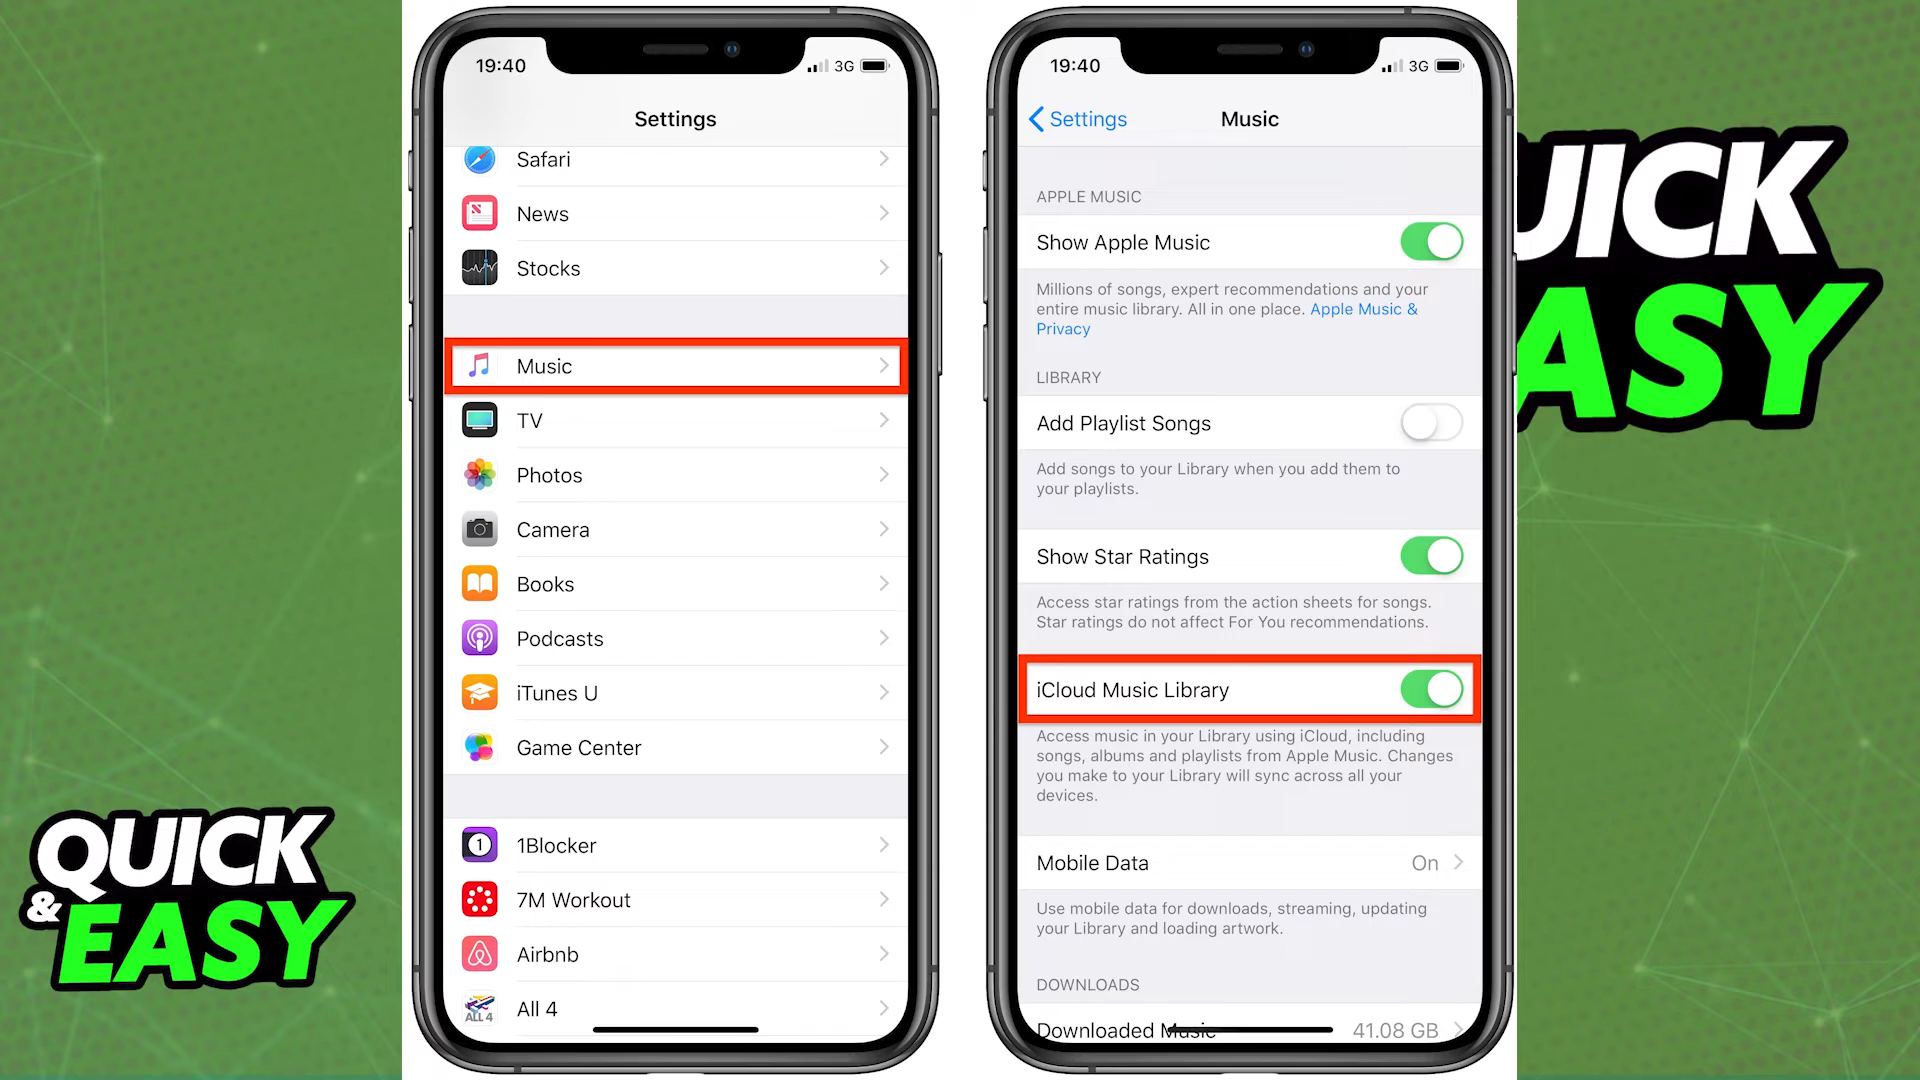 19:40
3G
Settings
Safari
News
Stocks
Music
TV
Photos
Camera
Books
Podcasts
iTunes U
Game Center
1
1Blocker
7M Workout
Airbnb
ALL 4
All 4
19:40
3G
Settings
Music
APPLE MUSIC
Show Apple Music
Millions of songs, expert recommendations and your
entire music library. All in one place. Apple Music &
Privacy
LIBRARY
Add Playlist Songs
Add songs to your Library when you add them to
your playlists.
Show Star Ratings
Access star ratings from the action sheets for songs.
Star ratings do not affect For You recommendations.
iCloud Music Library
Access music in your Library using iCloud, including
songs, albums and playlists from Apple Music. Changes
you make to your Library will sync across all your
devices.
Mobile Data On
Use mobile data for downloads, streaming, updating
your Library and loading artwork.
DOWNLOADS
Downloaded Music 41.08 GB
QUICK
& EASY
UICK
ASY